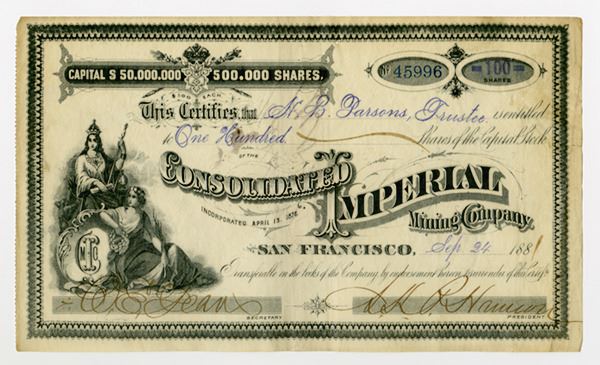 CAPITAL $ 50.000.000 500.000 SHARES.
$100 EACH
No 45996
100
SHARES
This Certifies, that N. B. Parsons, Trustee is entitled
to One Hundred Shares of the Capital Stock
OF THE
CONSOLIDATED IMPERIAL
Mining Company.
INCORPORATED APRIL 13. 1876.
SAN FRANCISCO, Sep 24 1881
Transferable on the books of the Company by endorsement hereon & surrender of this Certif
SECRETARY
PRESIDENT